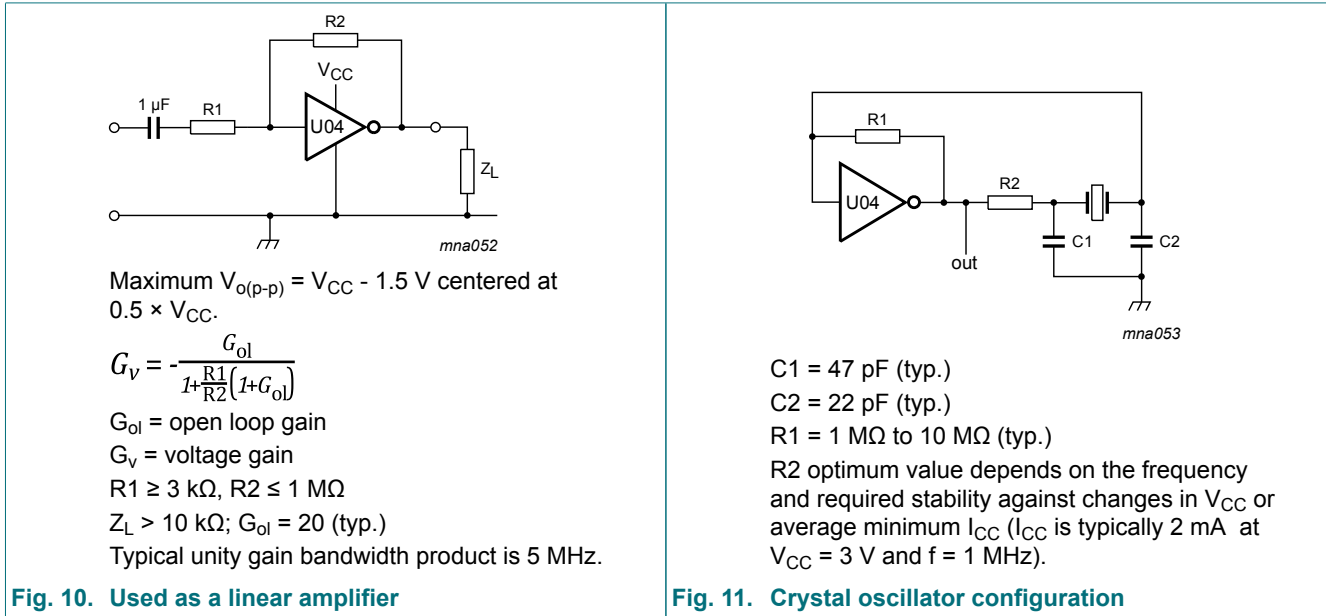 R2
V_CC
1 µF
R1
U04
Z_L
mna052
Maximum V_o(p-p) = V_CC - 1.5 V centered at
0.5 × V_CC.
G_v = -G_ol / (1+R1/R2(1+G_ol))
G_ol = open loop gain
G_v = voltage gain
R1 ≥ 3 kΩ, R2 ≤ 1 MΩ
Z_L > 10 kΩ; G_ol = 20 (typ.)
Typical unity gain bandwidth product is 5 MHz.
Fig. 10. Used as a linear amplifier
R1
R2
U04
C1
C2
out
mna053
C1 = 47 pF (typ.)
C2 = 22 pF (typ.)
R1 = 1 MΩ to 10 MΩ (typ.)
R2 optimum value depends on the frequency
and required stability against changes in V_CC or
average minimum I_CC (I_CC is typically 2 mA at
V_CC = 3 V and f = 1 MHz).
Fig. 11. Crystal oscillator configuration